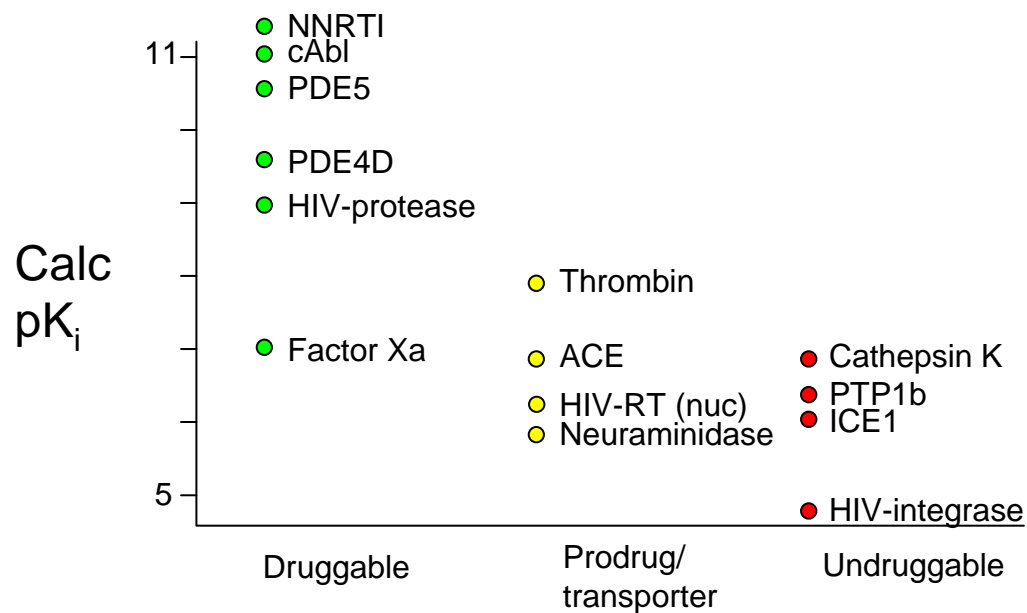 NNRTI
11
cAbl
PDE5
PDE4D
HIV-protease
Calc
pKi
Thrombin
Factor Xa
ACE
Cathepsin K
HIV-RT (nuc)
PTP1b
Neuraminidase
ICE1
5
HIV-integrase
Druggable
Prodrug/
transporter
Undruggable